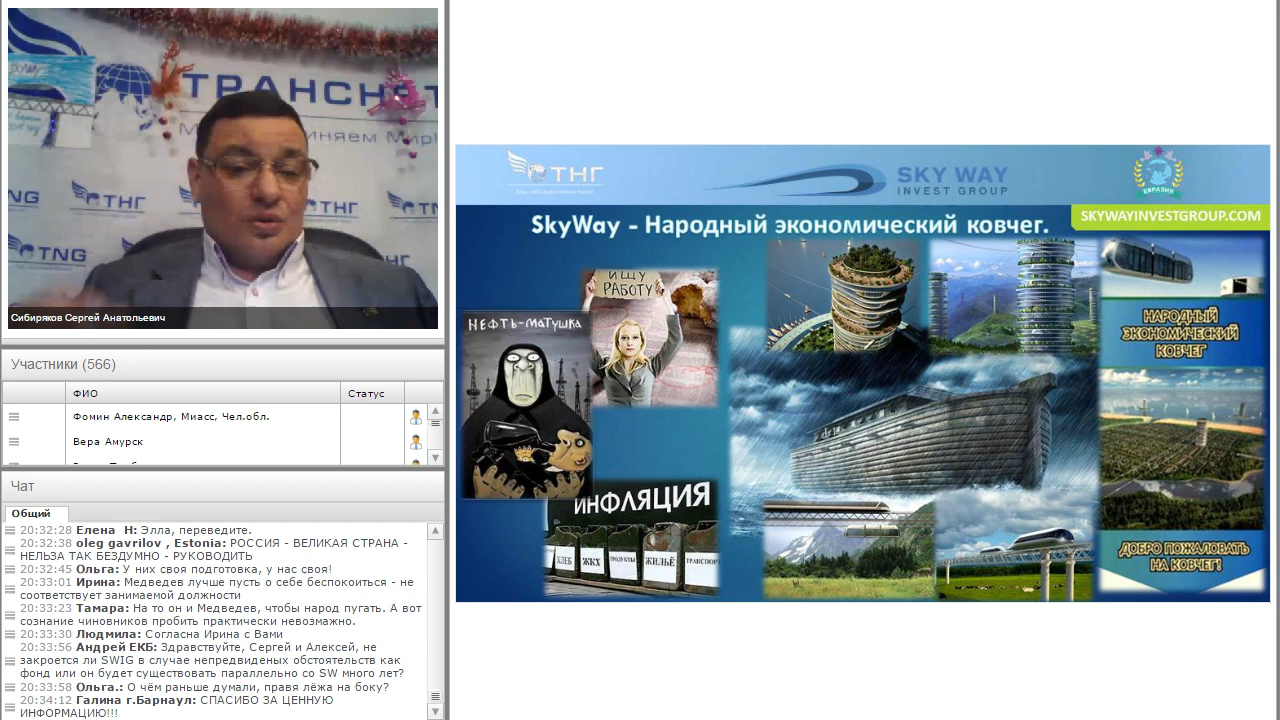 ТРАНСНЕТ
TNG
ТНГ
TNG
Сибиряков Сергей Анатольевич
Участники (566)
ФИО
Статус
Фомин Александр, Миасс, Чел.обл.
Вера Амурск
Чат
Общий
20:32:28 Елена Н: Элла, переведите.
20:32:38 oleg gavrilov , Estonia: РОССИЯ - ВЕЛИКАЯ СТРАНА -
НЕЛЬЗА ТАК БЕЗДУМНО - РУКОВОДИТЬ
20:32:45 Ольга: У них своя подготовка, у нас своя!
20:33:01 Ирина: Медведев лучше пусть о себе беспокоиться - не
соответствует занимаемой должности
20:33:23 Тамара: На то он и Медведев, чтобы народ пугать. А вот
сознание чиновников пробить практически невозможно.
20:33:30 Людмила: Согласна Ирина с Вами
20:33:56 Андрей ЕКБ: Здравствуйте, Сергей и Алексей, не
закроется ли SWIG в случае непредвиденых обстоятельств как
фонд или он будет существовать параллельно со SW много лет?
20:33:58 Ольга.: О чём раньше думали, правя лёжа на боку?
20:34:12 Галина г.Барнаул: СПАСИБО ЗА ЦЕННУЮ
ИНФОРМАЦИЮ!!!
ТНГ
SKY WAY
INVEST GROUP
ЕВРАЗИЯ
SKYWAYINVESTGROUP.COM
SkyWay - Народный экономический ковчег.
ИЩУ
РАБОТУ
НЕФТЬ-МАТУШКА
ИНФЛЯЦИЯ
ХЛЕБ
ЖКХ
ПРОДУКТЫ
ЖИЛЬЁ
ТРАНСПОРТ
НАРОДНЫЙ
ЭКОНОМИЧЕСКИЙ
КОВЧЕГ
ДОБРО ПОЖАЛОВАТЬ
НА КОВЧЕГ!